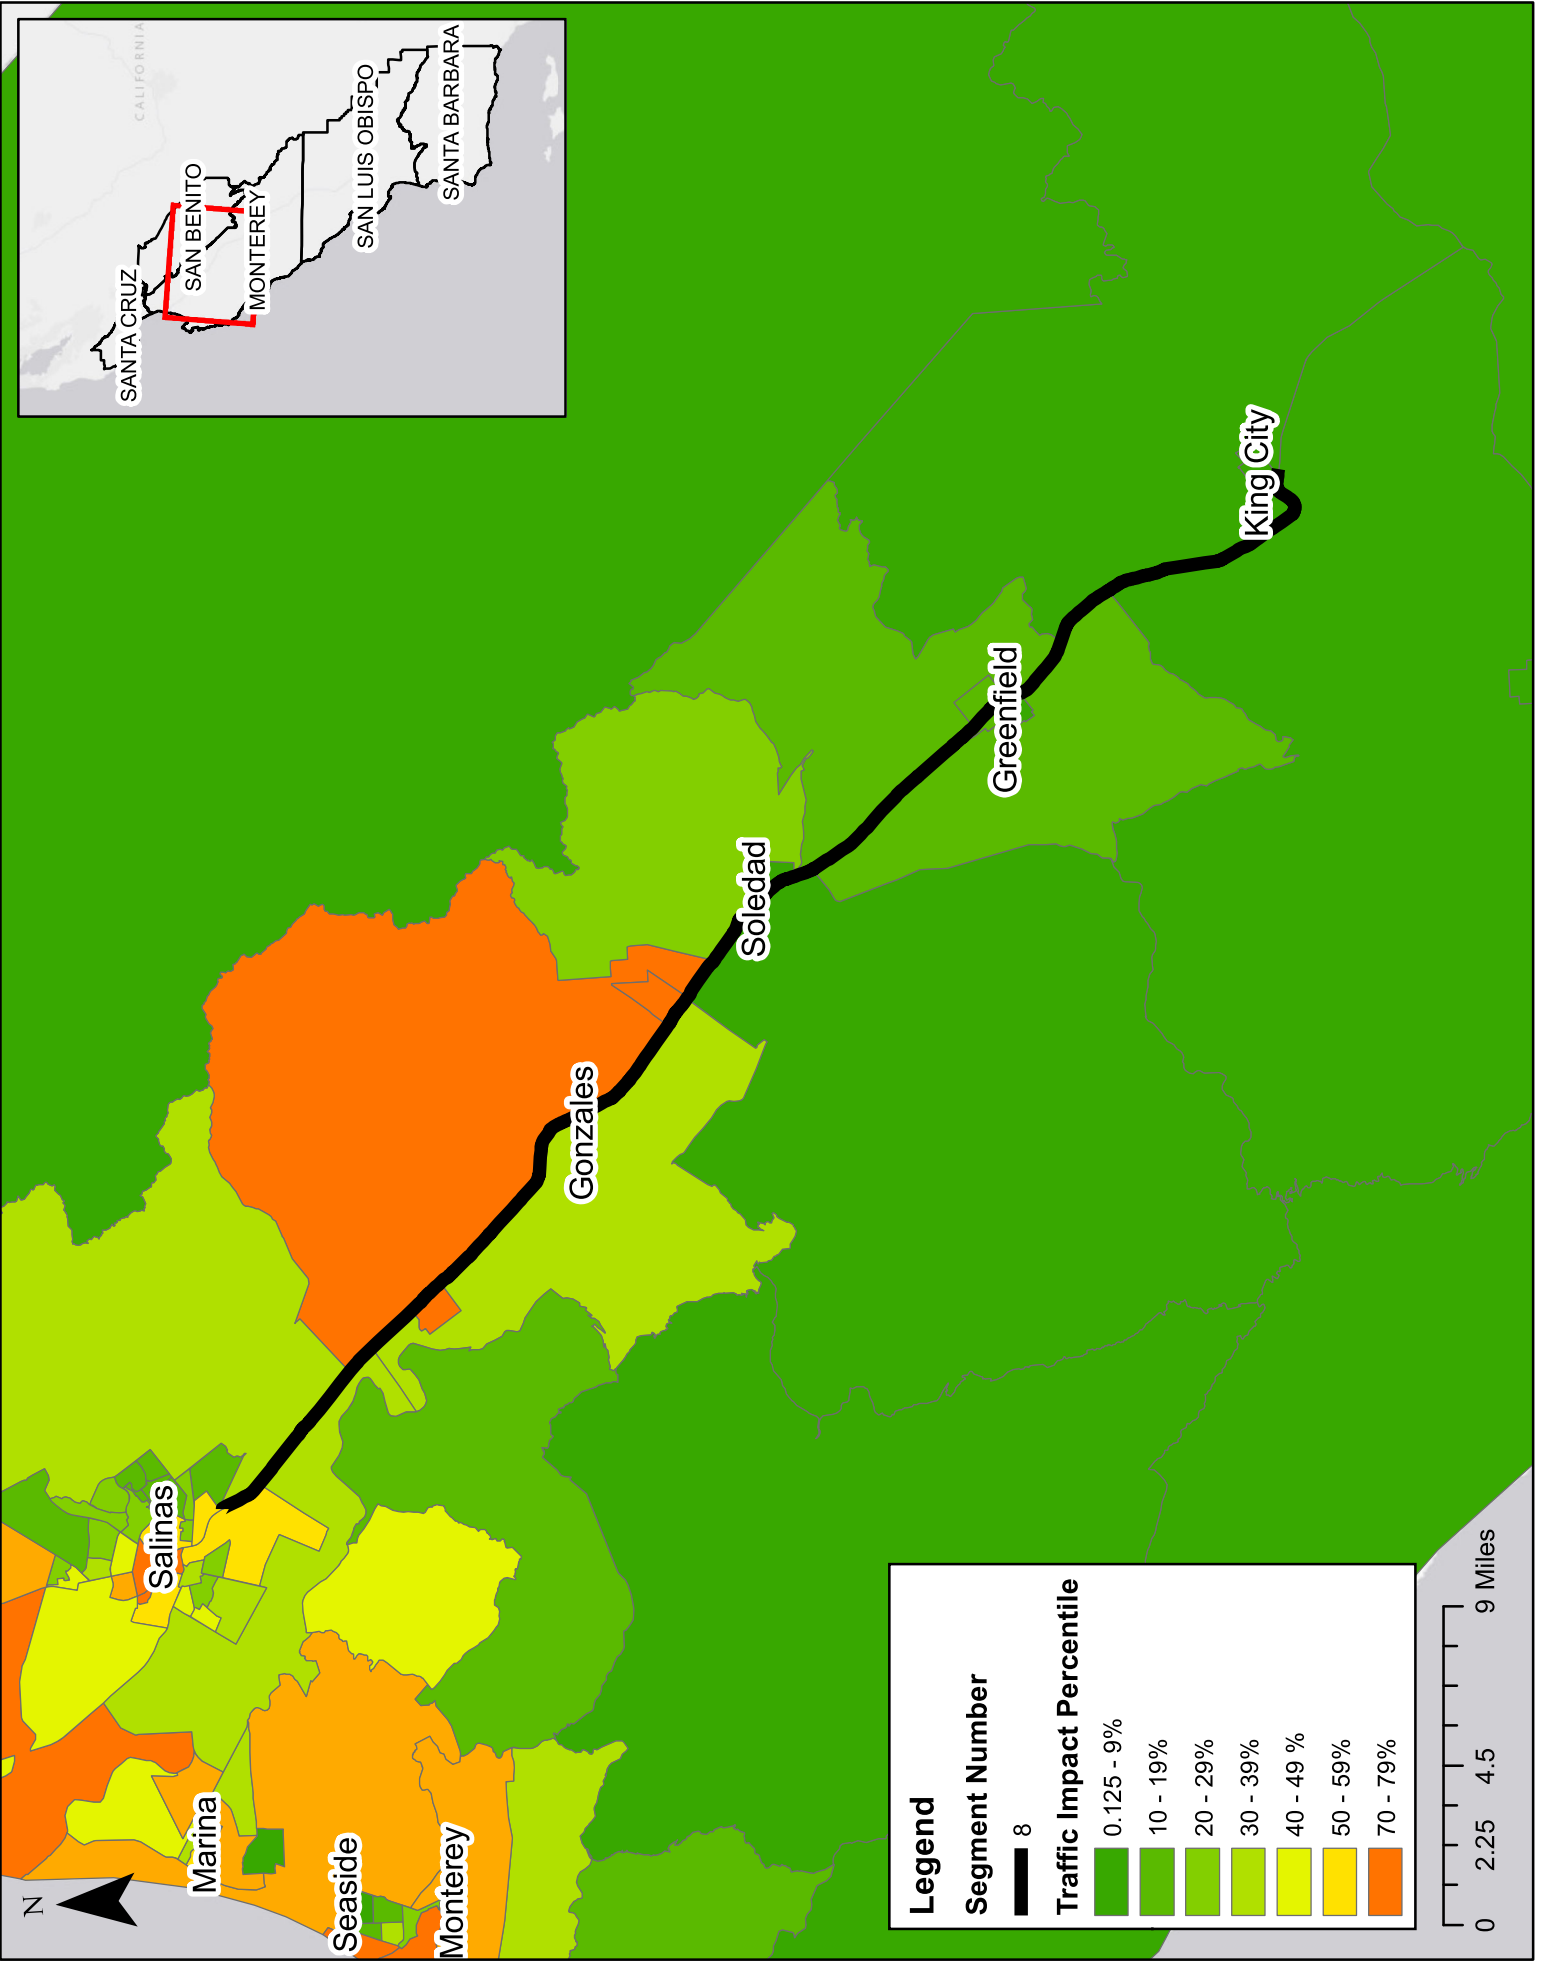 N
Salinas
Marina
Seaside
Monterey
Gonzales
Soledad
Greenfield
King City
CALIFORNIA
SANTA CRUZ
SAN BENITO
MONTEREY
SAN LUIS OBISPO
SANTA BARBARA
Legend
Segment Number
8
Traffic Impact Percentile
0.125 - 9%
10 - 19%
20 - 29%
30 - 39%
40 - 49 %
50 - 59%
70 - 79%
0 2.25 4.5 9 Miles